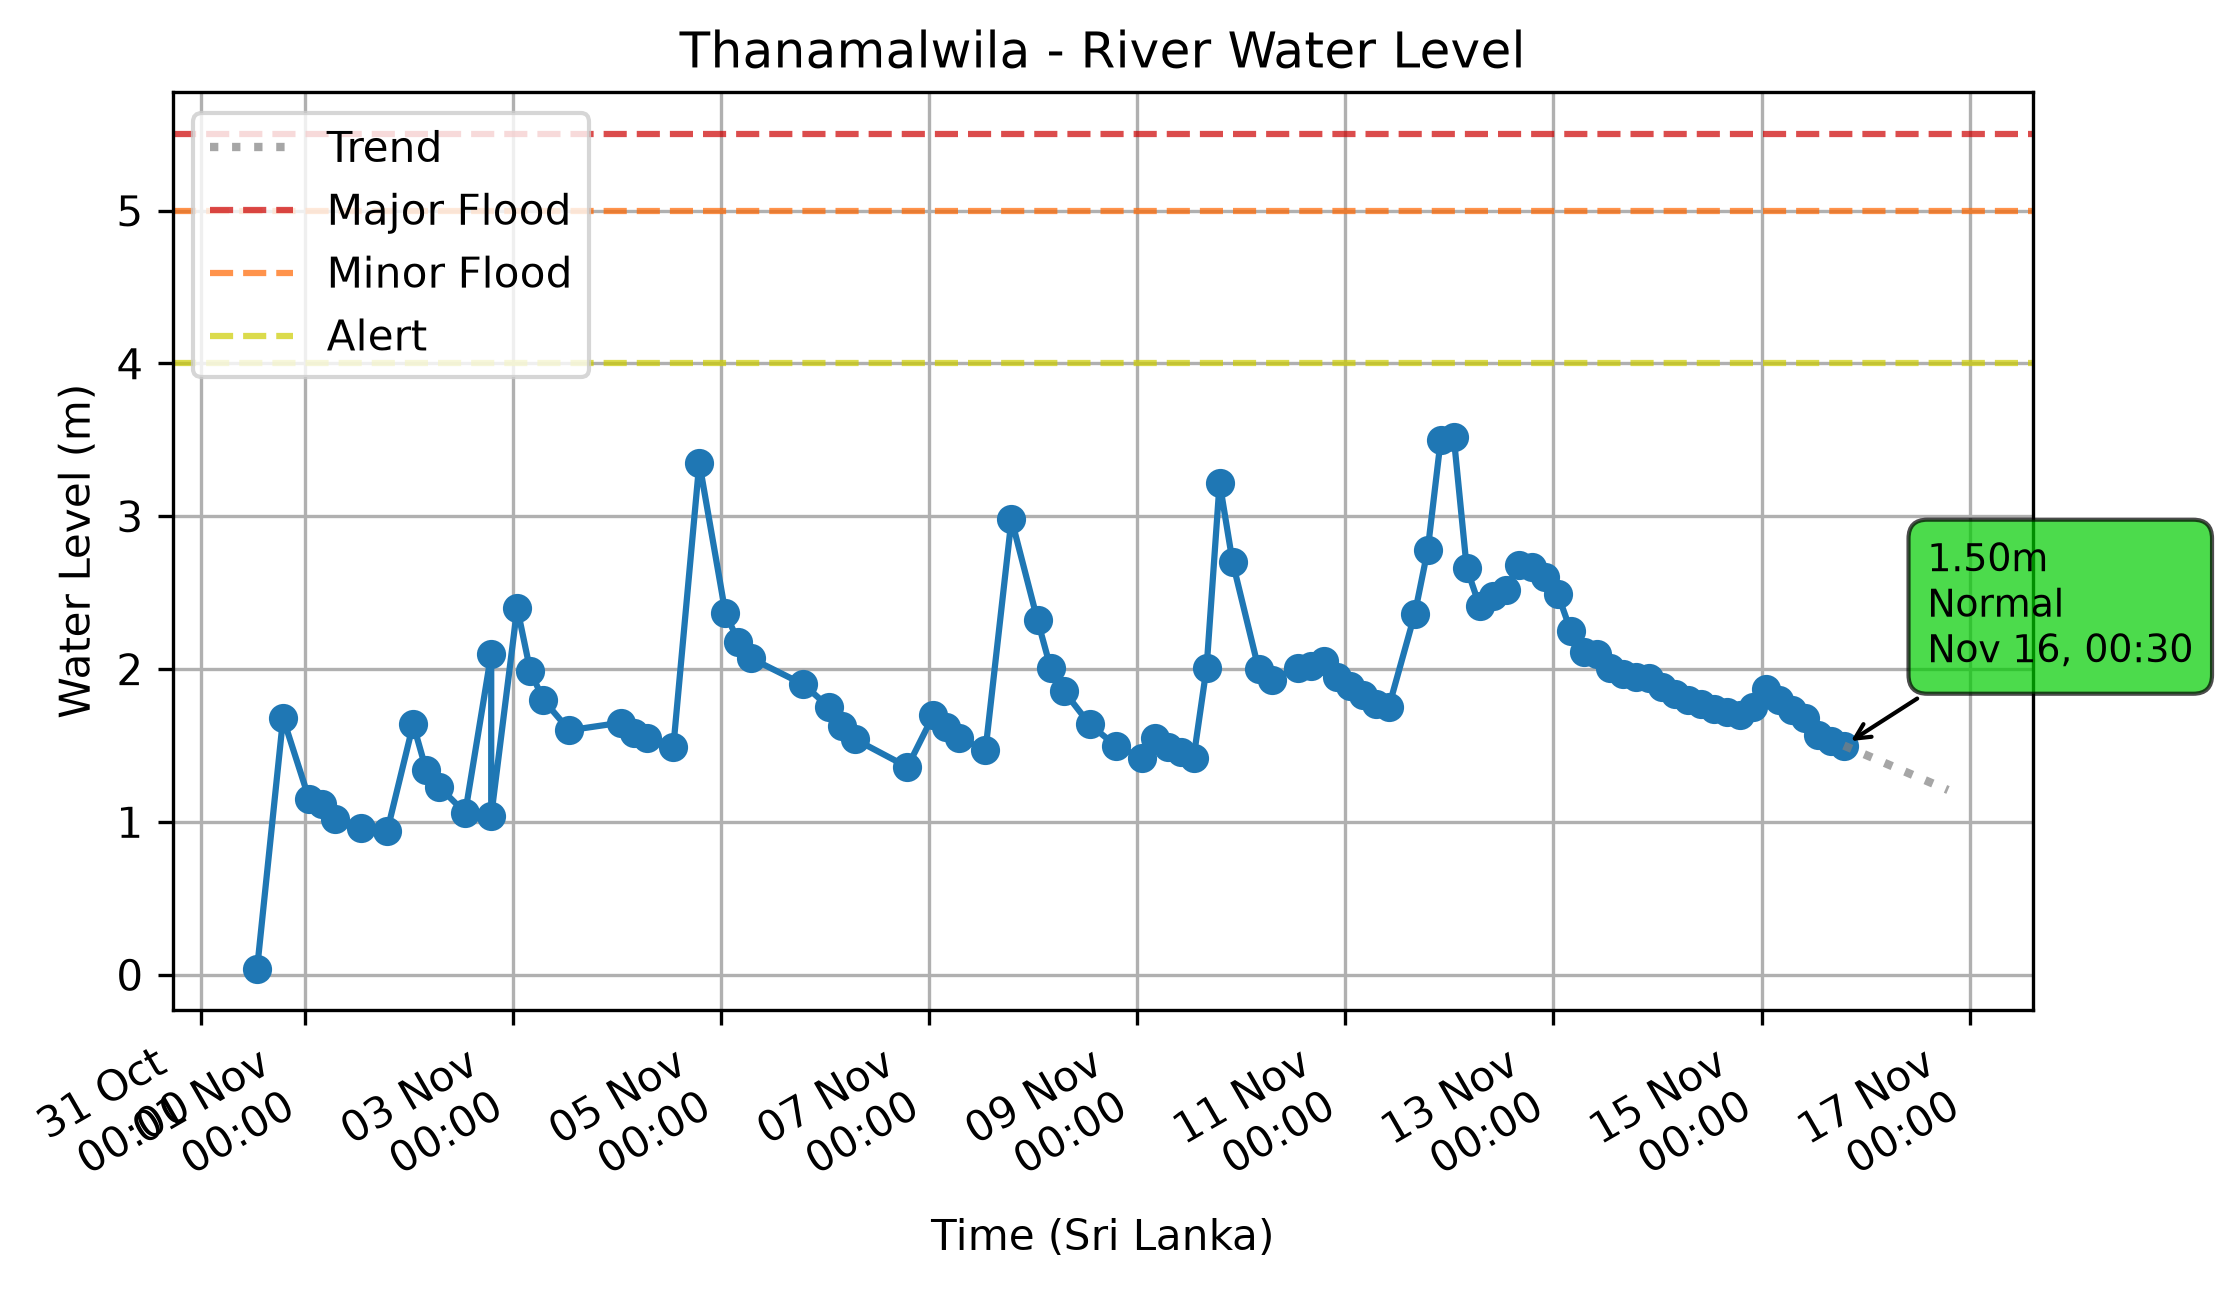 Thanamalwila - River Water Level
Trend
Major Flood
Minor Flood
Alert
Water Level (m)
5
4
3
2
1
0
1.50m
Normal
Nov 16, 00:30
31 Oct
00:00
01 Nov
00:00
03 Nov
00:00
05 Nov
00:00
07 Nov
00:00
09 Nov
00:00
11 Nov
00:00
13 Nov
00:00
15 Nov
00:00
17 Nov
00:00
Time (Sri Lanka)